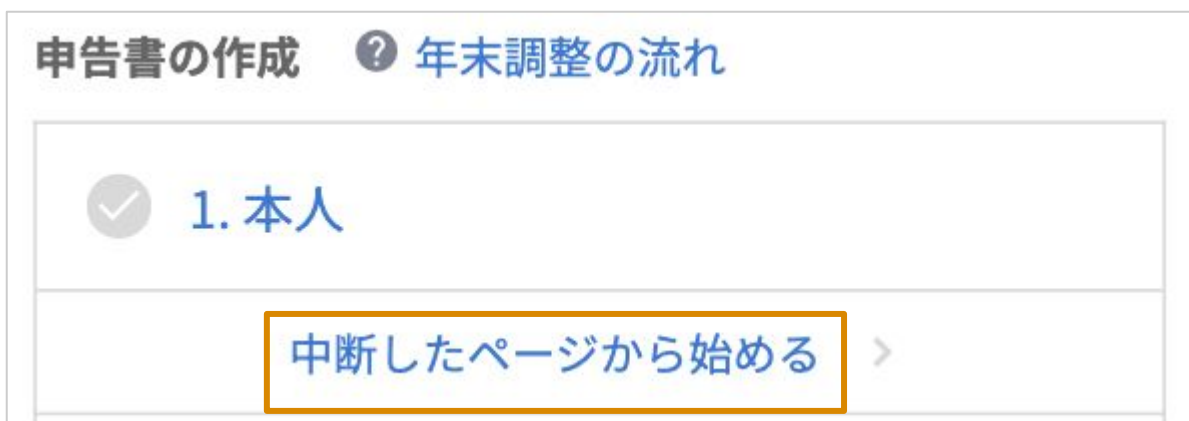 申告書の作成 ? 年末調整の流れ
1. 本人
中断したページから始める